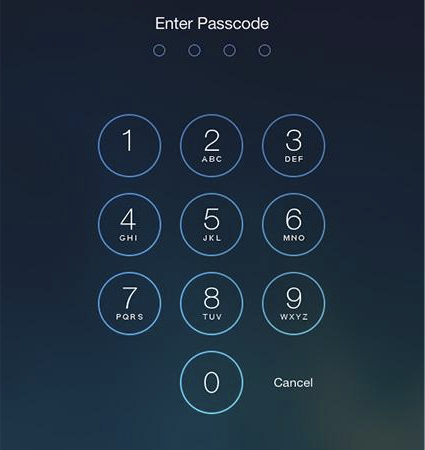 Enter Passcode
1 2 3
ABC DEF
4 5 6
GHI JKL MNO
7 8 9
PQRS TUV WXYZ
0 Cancel